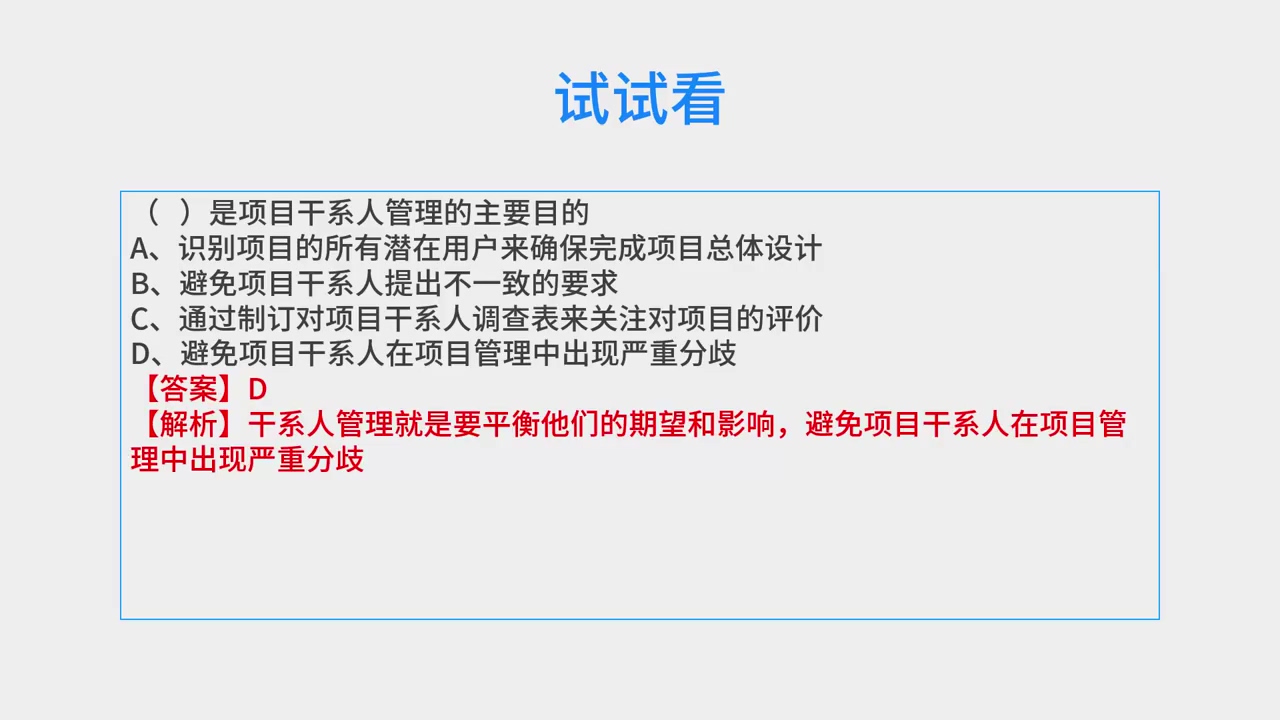 试试看
（ ）是项目干系人管理的主要目的
A、识别项目的所有潜在用户来确保完成项目总体设计
B、避免项目干系人提出不一致的要求
C、通过制订对项目干系人调查表来关注对项目的评价
D、避免项目干系人在项目管理中出现严重分歧
【答案】D
【解析】干系人管理就是要平衡他们的期望和影响，避免项目干系人在项目管
理中出现严重分歧